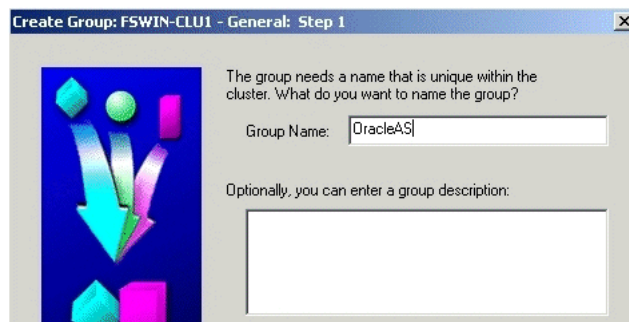 Create Group: FSWIN-CLU1 - General: Step 1
The group needs a name that is unique within the
cluster. What do you want to name the group?
Group Name: OracleAS
Optionally, you can enter a group description: